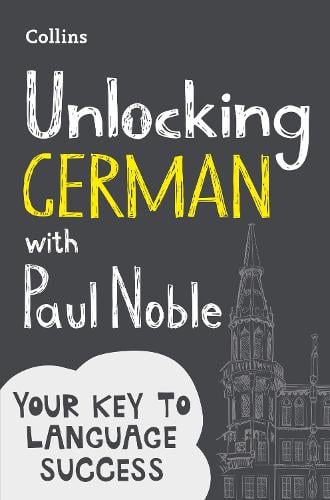 Collins
Unlocking
GERMAN
with
Paul Noble
YOUR KEY TO
LANGUAGE
SUCCESS